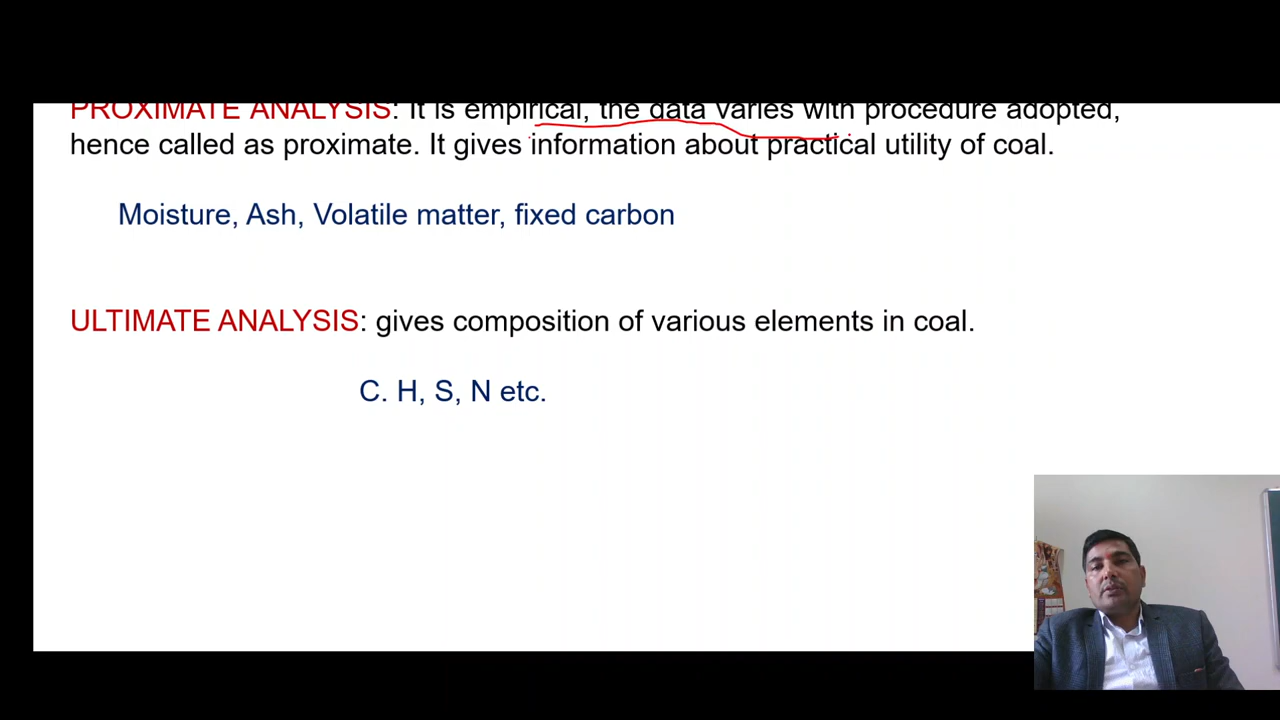 PROXIMATE ANALYSIS: It is empirical, the data varies with procedure adopted,
hence called as proximate. It gives information about practical utility of coal.
Moisture, Ash, Volatile matter, fixed carbon
ULTIMATE ANALYSIS: gives composition of various elements in coal.
C. H, S, N etc.